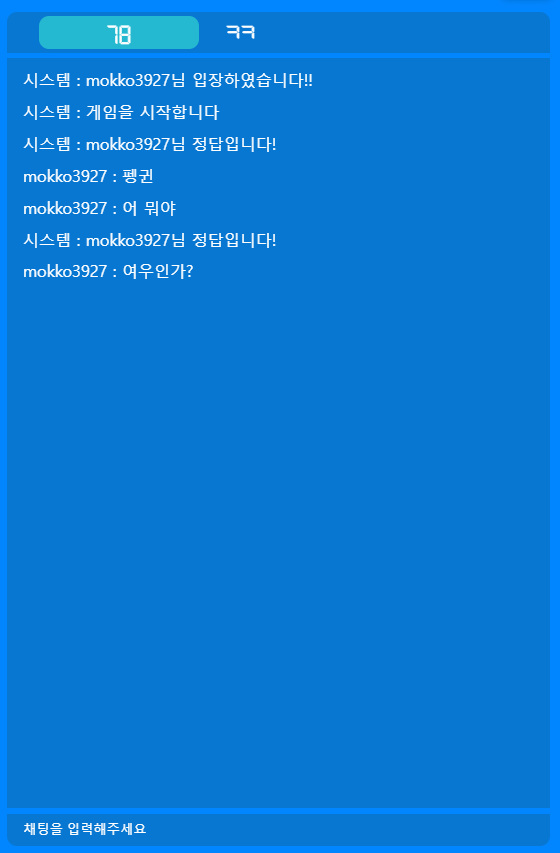 78 ㅋㅋ
시스템 : mokko3927님 입장하였습니다!!
시스템 : 게임을 시작합니다
시스템 : mokko3927님 정답입니다!
mokko3927 : 펭귄
mokko3927 : 어 뭐야
시스템 : mokko3927님 정답입니다!
mokko3927 : 여우인가?
채팅을 입력해주세요